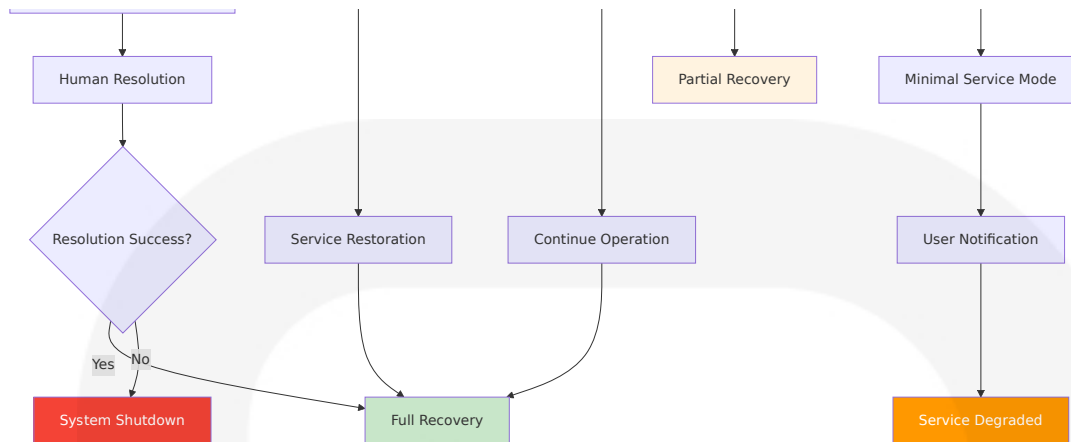 Human Resolution
Partial Recovery
Minimal Service Mode
Resolution Success?
Service Restoration
Continue Operation
User Notification
Yes
No
System Shutdown
Full Recovery
Service Degraded